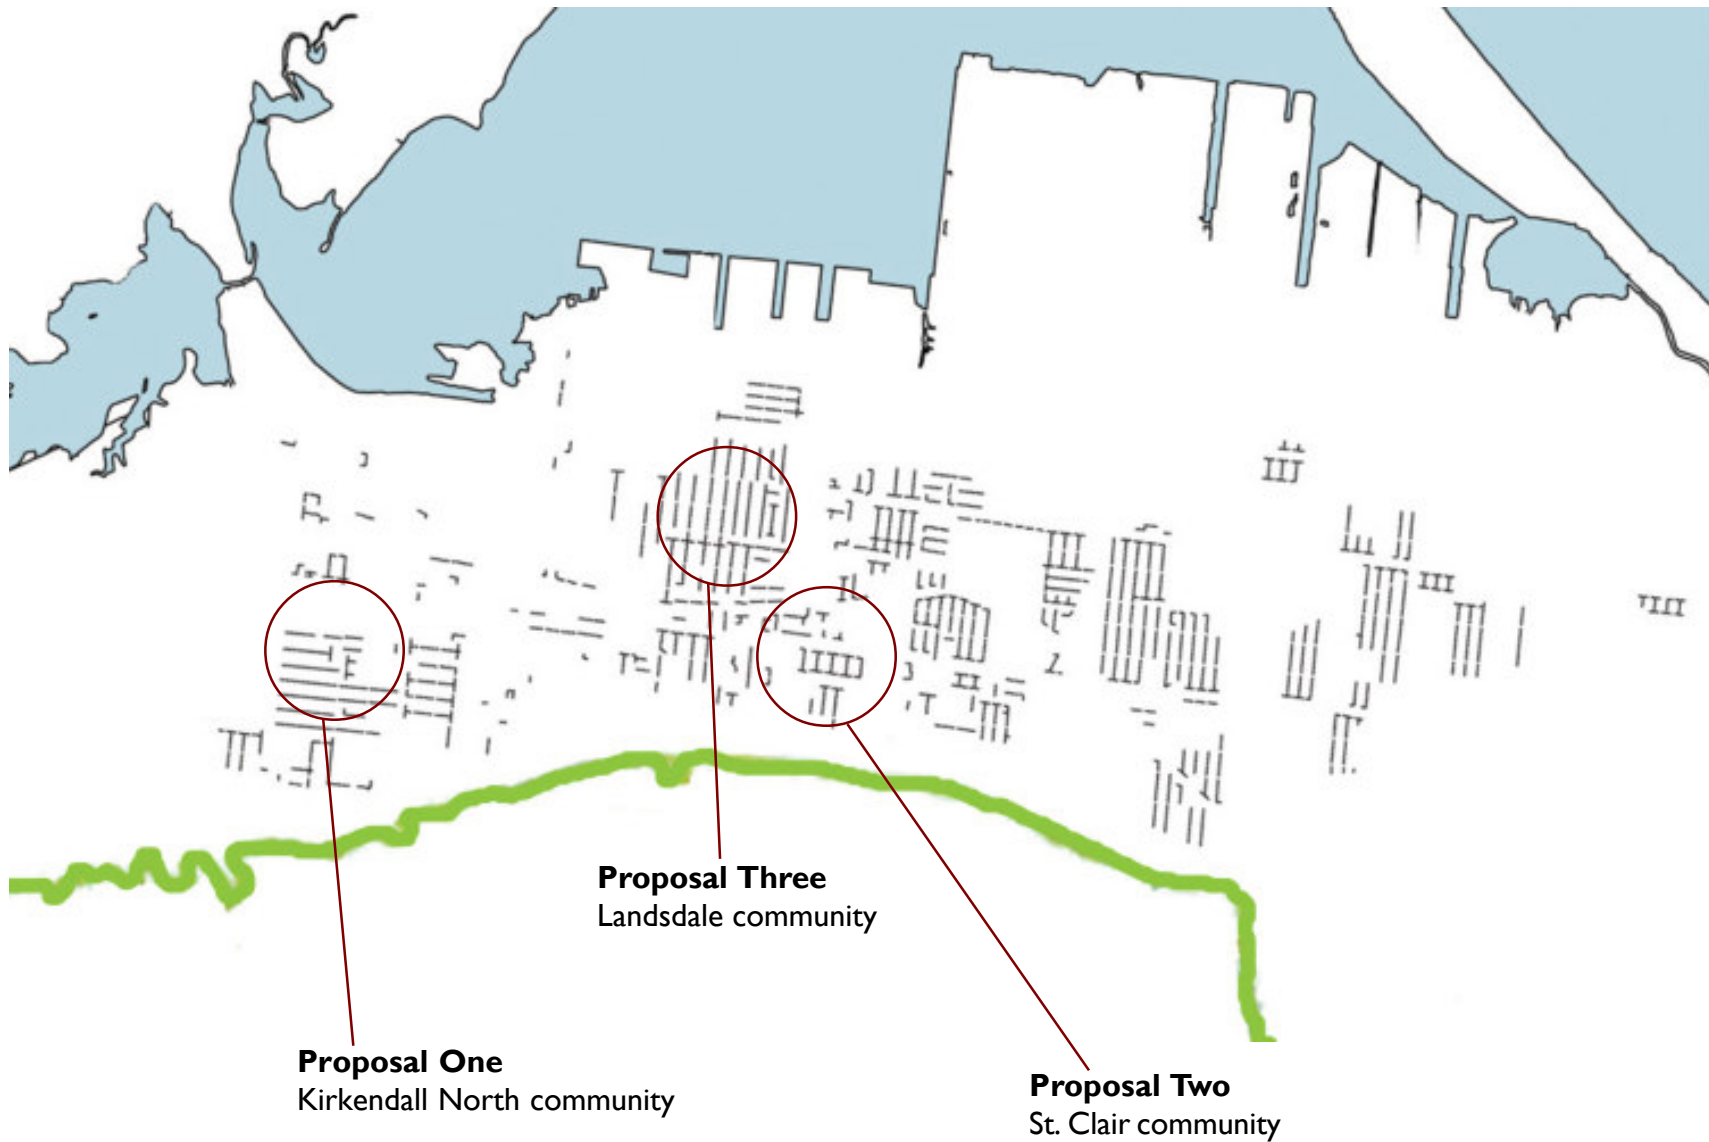 Proposal Three
Landsdale community
Proposal One
Kirkendall North community
Proposal Two
St. Clair community